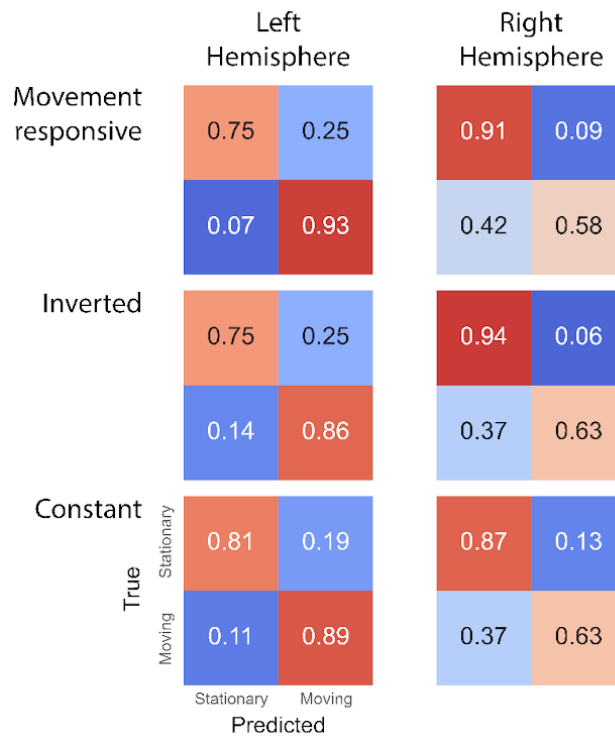 Left Hemisphere
Right Hemisphere
Movement responsive
0.75 0.25
0.91 0.09
0.07 0.93
0.42 0.58
Inverted
0.75 0.25
0.94 0.06
0.14 0.86
0.37 0.63
Constant
True
Stationary
Moving
0.81 0.19
0.87 0.13
0.11 0.89
0.37 0.63
Stationary Moving
Predicted